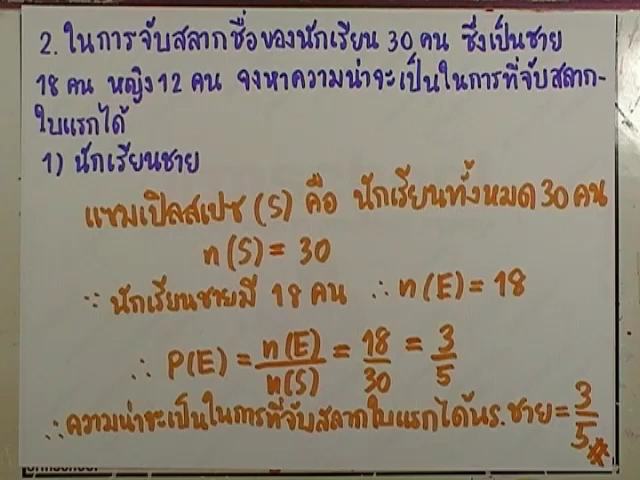 2. ในการจับสลากชื่อของนักเรียน 30 คน ซึ่งเป็นชาย
18 คน หญิง 12 คน จงหาความน่าจะเป็นในการที่จับสลาก-
ใบแรกได้
1) นักเรียนชาย
แซมเปิลสเปซ (S) คือ นักเรียนทั้งหมด 30 คน
n(S) = 30
∵ นักเรียนชายมี 18 คน ∴ n(E) = 18
∴ P(E) = n(E)/n(S) = 18/30 = 3/5
∴ ความน่าจะเป็นในการที่จับสลากใบแรกได้นร.ชาย = 3/5 #